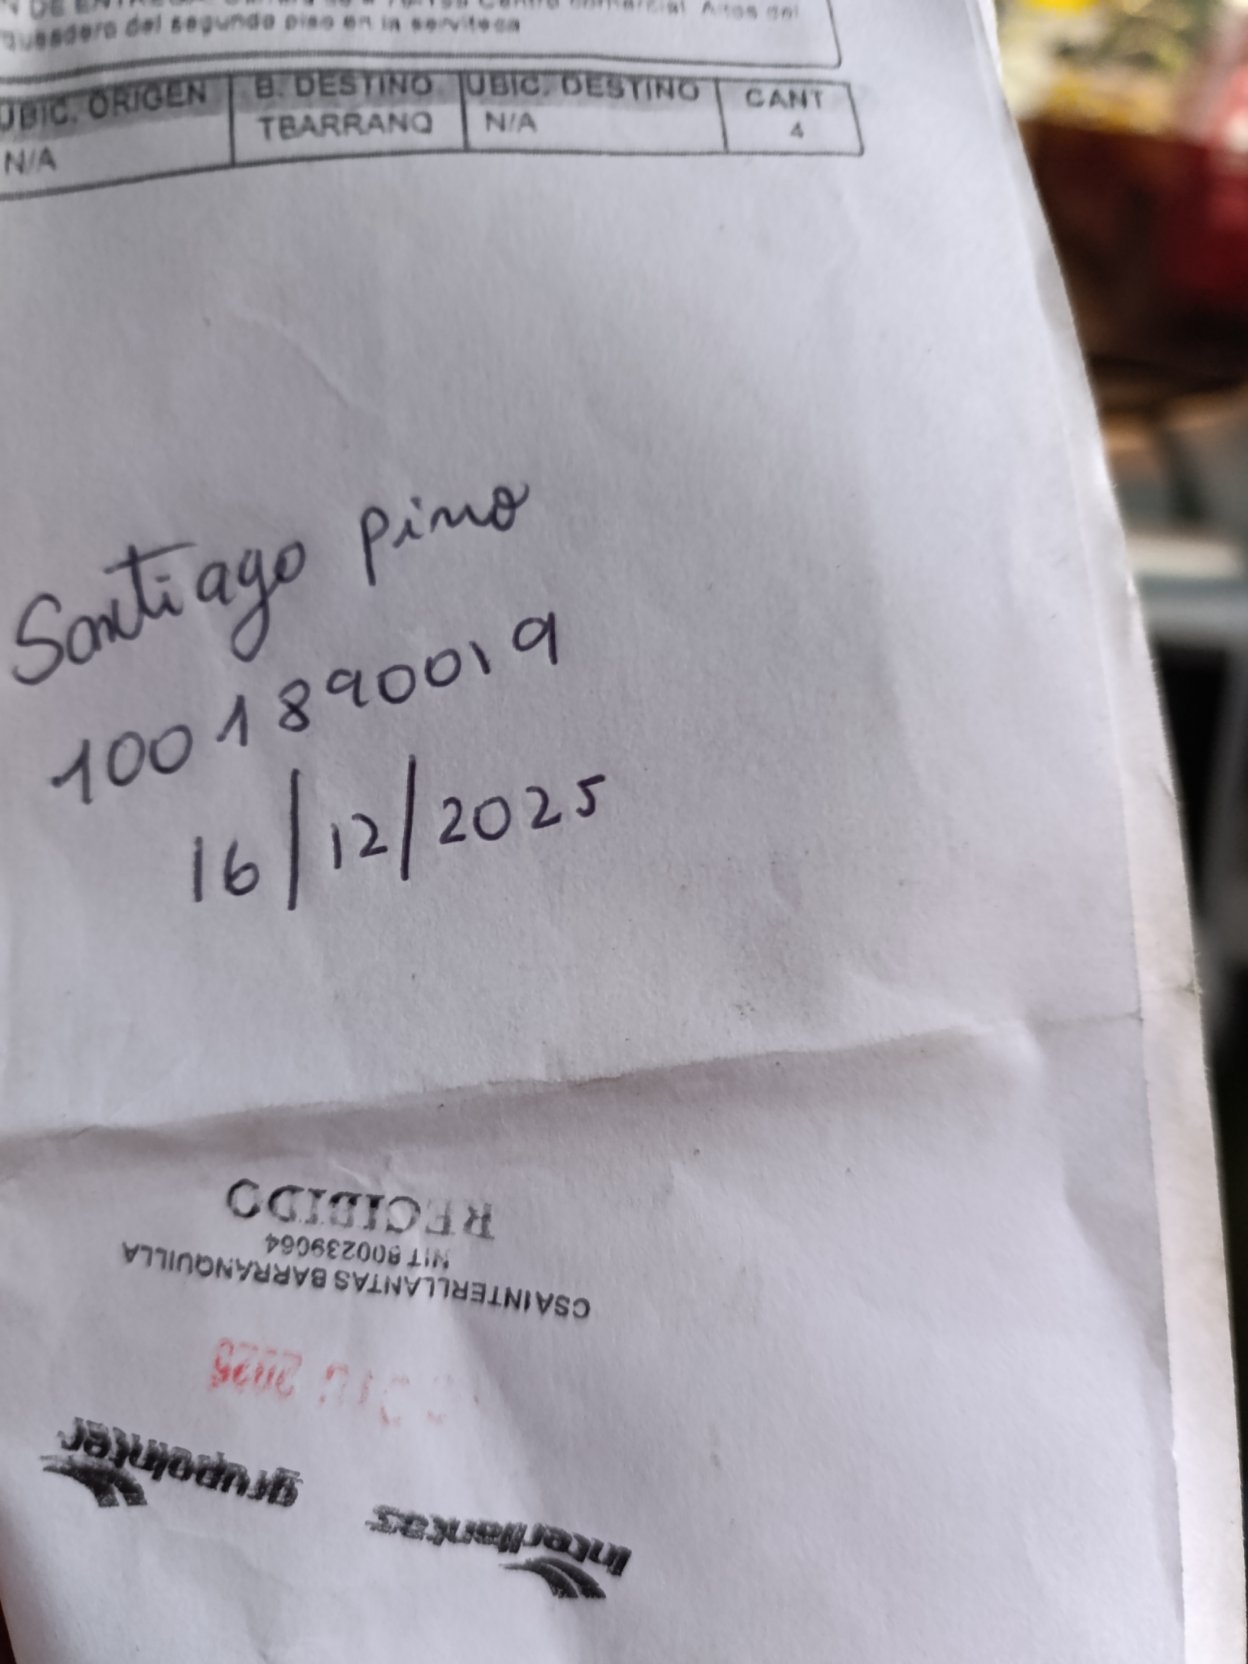 queadero del segundo piso en la serviteca
UBIC. ORIGEN B. DESTINO UBIC. DESTINO CANT
N/A TBARRANQ N/A 4
Santiago Pino
1001890019
16/12/2025
interllantas grupointer
2025
CSAINTERLLANTAS BARRANQUILLA
NIT 800239064
RECIBIDO